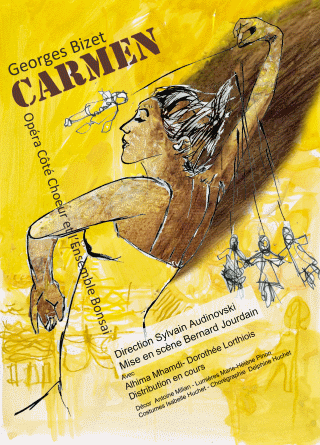 Georges Bizet
CARMEN
Opéra Côté Choeur et l'Ensemble Bonsaï
Direction Sylvain Audinovski
Mise en scène Bernard Jourdain
Avec
Alhima Mhamdi- Dorothée Lorthiois
Distribution en cours
Décor Antoine Milian - Lumières Marie-Hélène Pinon
Costumes Isabelle Huchet - Chorégraphie Delphine Huchet